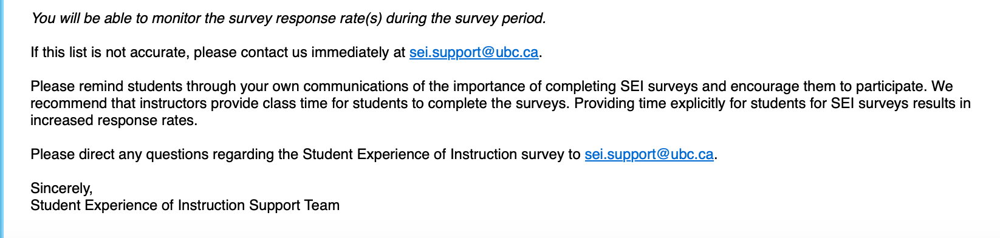 You will be able to monitor the survey response rate(s) during the survey period.
If this list is not accurate, please contact us immediately at sei.support@ubc.ca.
Please remind students through your own communications of the importance of completing SEI surveys and encourage them to participate. We
recommend that instructors provide class time for students to complete the surveys. Providing time explicitly for students for SEI surveys results in
increased response rates.
Please direct any questions regarding the Student Experience of Instruction survey to sei.support@ubc.ca.
Sincerely,
Student Experience of Instruction Support Team